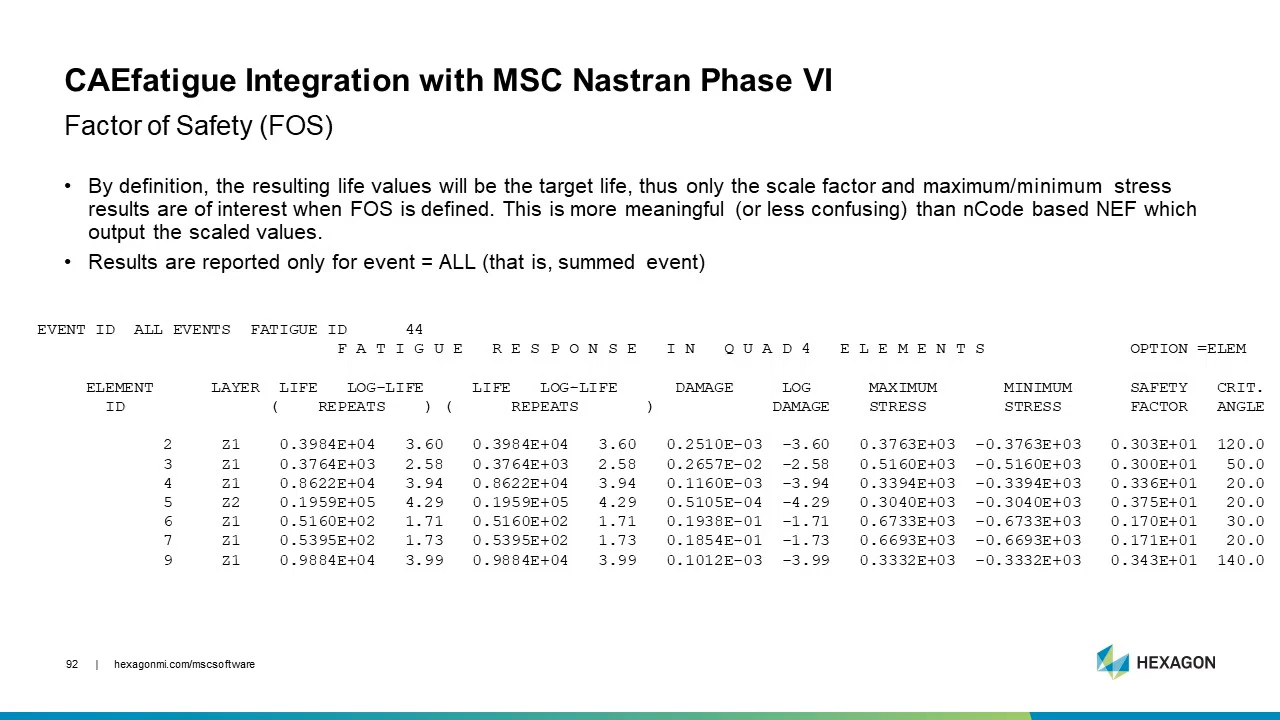 CAEfatigue Integration with MSC Nastran Phase VI
Factor of Safety (FOS)
• By definition, the resulting life values will be the target life, thus only the scale factor and maximum/minimum stress
results are of interest when FOS is defined. This is more meaningful (or less confusing) than nCode based NEF which
output the scaled values.
• Results are reported only for event = ALL (that is, summed event)
EVENT ID ALL EVENTS FATIGUE ID 44
F A T I G U E R E S P O N S E I N Q U A D 4 E L E M E N T S OPTION =ELEM
ELEMENT LAYER LIFE LOG-LIFE LIFE LOG-LIFE DAMAGE LOG MAXIMUM MINIMUM SAFETY CRIT.
ID ( REPEATS ) ( REPEATS ) DAMAGE STRESS STRESS FACTOR ANGLE
2 Z1 0.3984E+04 3.60 0.3984E+04 3.60 0.2510E-03 -3.60 0.3763E+03 -0.3763E+03 0.303E+01 120.0
3 Z1 0.3764E+03 2.58 0.3764E+03 2.58 0.2657E-02 -2.58 0.5160E+03 -0.5160E+03 0.300E+01 50.0
4 Z1 0.8622E+04 3.94 0.8622E+04 3.94 0.1160E-03 -3.94 0.3394E+03 -0.3394E+03 0.336E+01 20.0
5 Z2 0.1959E+05 4.29 0.1959E+05 4.29 0.5105E-04 -4.29 0.3040E+03 -0.3040E+03 0.375E+01 20.0
6 Z1 0.5160E+02 1.71 0.5160E+02 1.71 0.1938E-01 -1.71 0.6733E+03 -0.6733E+03 0.170E+01 30.0
7 Z1 0.5395E+02 1.73 0.5395E+02 1.73 0.1854E-01 -1.73 0.6693E+03 -0.6693E+03 0.171E+01 20.0
9 Z1 0.9884E+04 3.99 0.9884E+04 3.99 0.1012E-03 -3.99 0.3332E+03 -0.3332E+03 0.343E+01 140.0
92 | hexagonmi.com/mscsoftware
HEXAGON